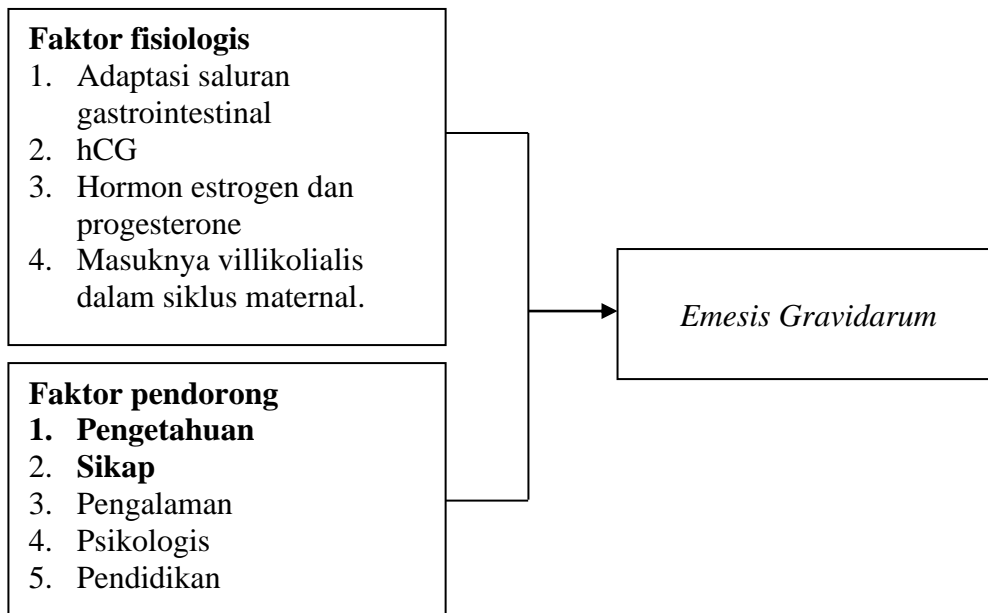 Faktor fisiologis
1. Adaptasi saluran
gastrointestinal
2. hCG
3. Hormon estrogen dan
progesterone
4. Masuknya villikolialis
dalam siklus maternal.
Emesis Gravidarum
Faktor pendorong
1. Pengetahuan
2. Sikap
3. Pengalaman
4. Psikologis
5. Pendidikan